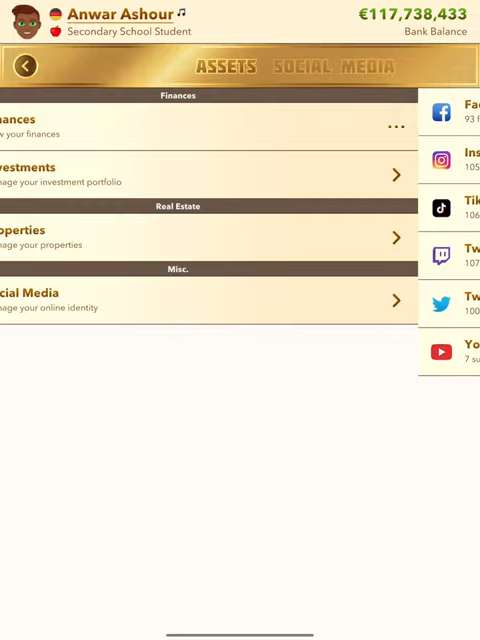 Anwar Ashour
Secondary School Student
€117,738,433
Bank Balance
ASSETS SOCIAL MEDIA
Finances
nances
w your finances
...
vestments
nage your investment portfolio
Real Estate
operties
nage your properties
Misc.
cial Media
nage your online identity
Fac
93 f
Ins
105
Tik
106
Tw
107
Tw
100
Yo
7 su